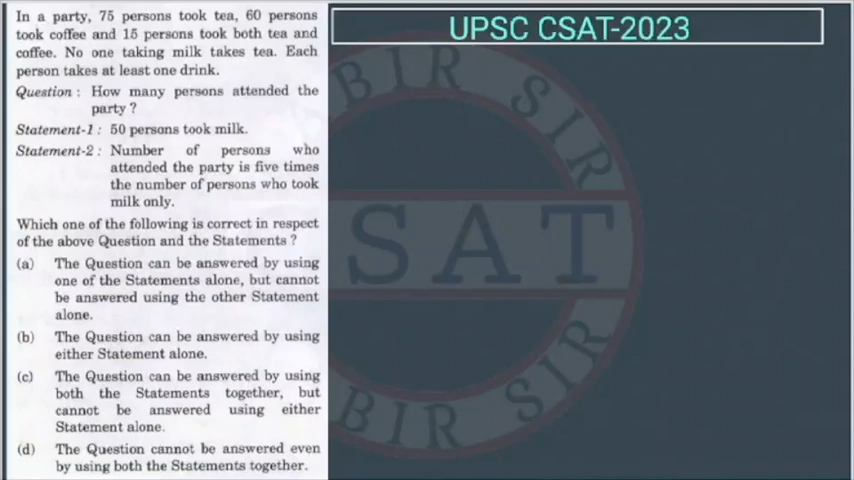 In a party, 75 persons took tea, 60 persons
took coffee and 15 persons took both tea and
coffee. No one taking milk takes tea. Each
person takes at least one drink.
Question : How many persons attended the
party ?
Statement-1 : 50 persons took milk.
Statement-2 : Number of persons who
attended the party is five times
the number of persons who took
milk only.
Which one of the following is correct in respect
of the above Question and the Statements ?
(a) The Question can be answered by using
one of the Statements alone, but cannot
be answered using the other Statement
alone.
(b) The Question can be answered by using
either Statement alone.
(c) The Question can be answered by using
both the Statements together, but
cannot be answered using either
Statement alone.
(d) The Question cannot be answered even
by using both the Statements together.
UPSC CSAT-2023
BIR SIR
SAT
BIR SIR